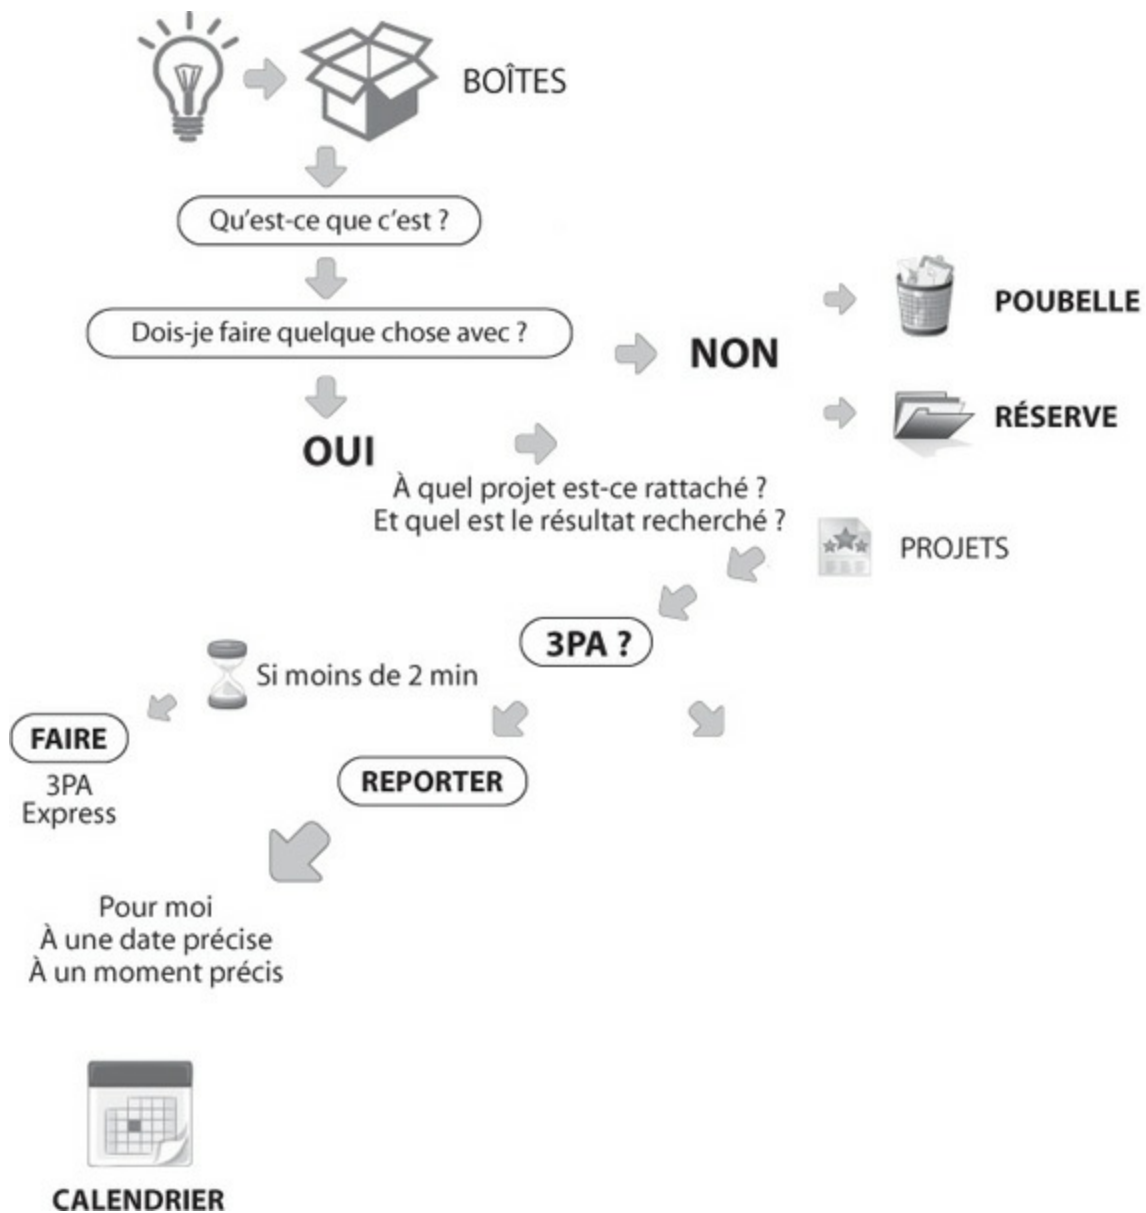 BOÎTES
Qu'est-ce que c'est ?
Dois-je faire quelque chose avec ?
NON
POUBELLE
RÉSERVE
OUI
À quel projet est-ce rattaché ?
Et quel est le résultat recherché ?
PROJETS
3PA ?
Si moins de 2 min
FAIRE
3PA
Express
REPORTER
Pour moi
À une date précise
À un moment précis
CALENDRIER